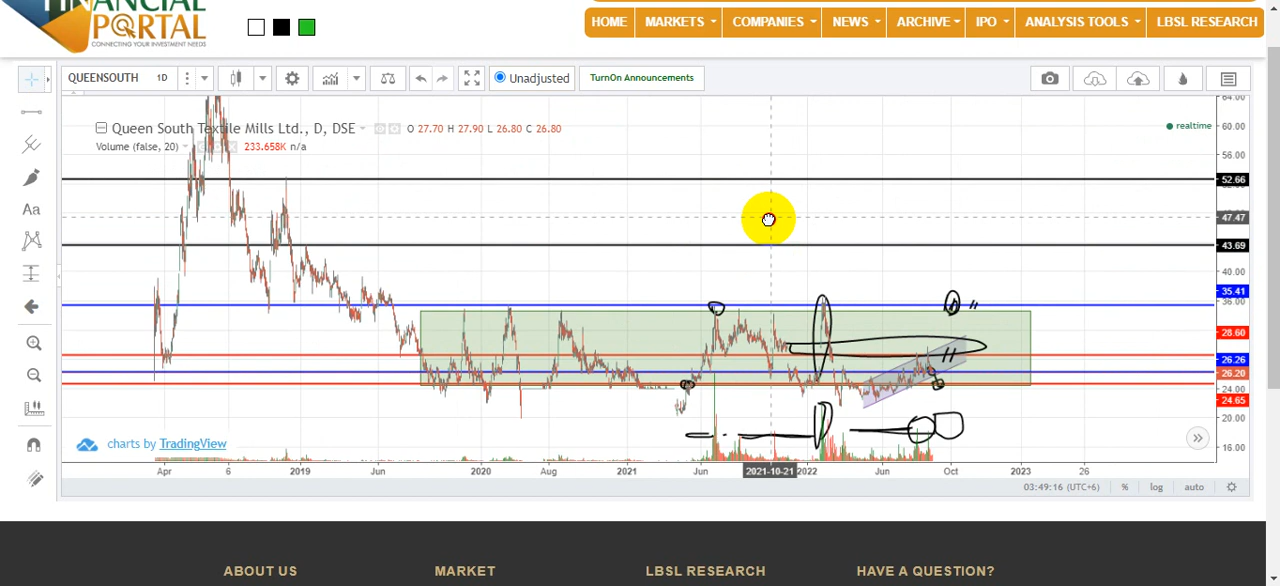 FINANCIAL
PORTAL
CONNECTING YOUR INVESTMENT NEEDS
HOME MARKETS COMPANIES NEWS ARCHIVE IPO ANALYSIS TOOLS LBSL RESEARCH
QUEENSOUTH 1D Unadjusted TurnOn Announcements
Queen South Textile Mills Ltd., D, DSE O 27.70 H 27.90 L 26.80 C 26.80
Volume (false, 20) 233.658K n/a
realtime
64.00
60.00
56.00
52.66
47.47
43.69
40.00
35.41
36.00
28.60
26.26
26.20
24.00
24.65
20.00
16.00
Aa
charts by TradingView
Apr 6 2019 Jun 2020 Aug 2021 Jun 2021-10-21 2022 Jun Oct 2023 26
03:49:16 (UTC+6) % log auto
ABOUT US MARKET LBSL RESEARCH HAVE A QUESTION?